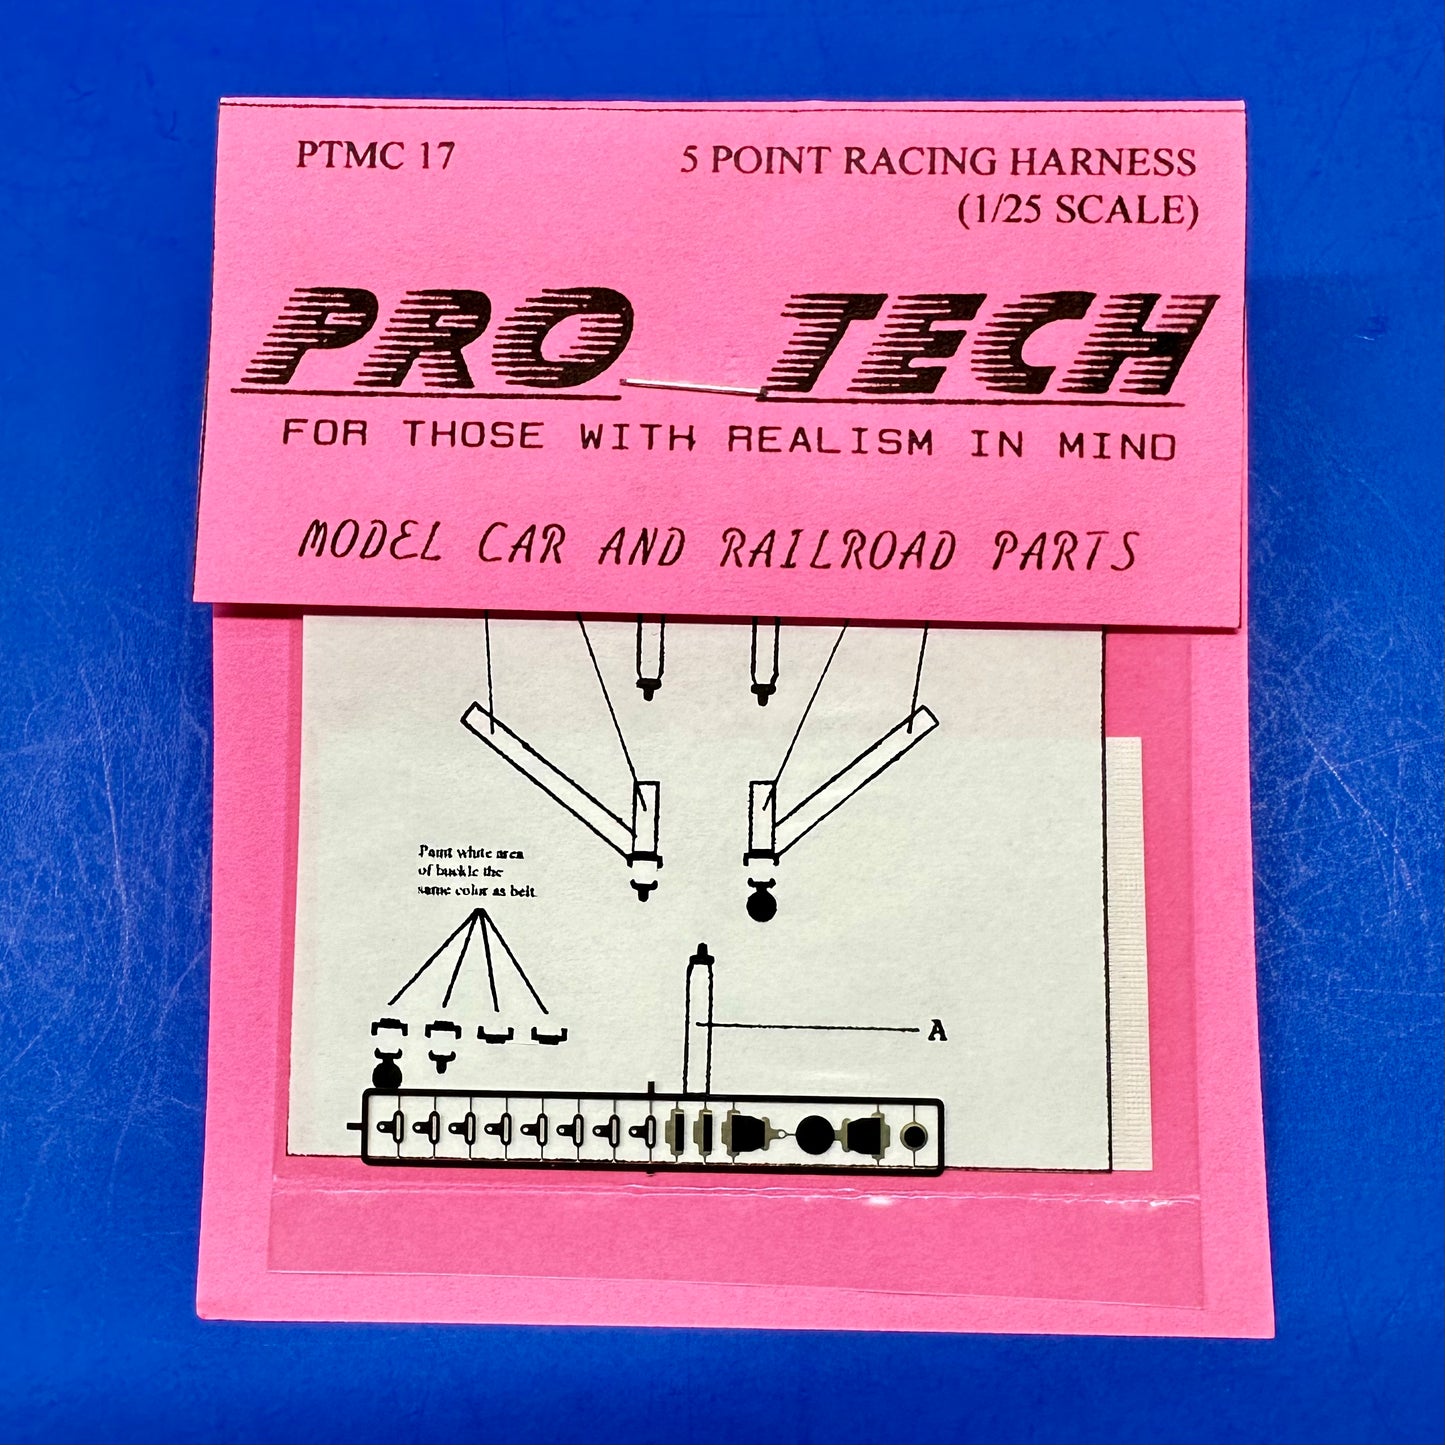 PTMC 17
5 POINT RACING HARNESS
(1/25 SCALE)
PRO TECH
FOR THOSE WITH REALISM IN MIND
MODEL CAR AND RAILROAD PARTS
Paint white area
of buckle the
same color as belt.
A